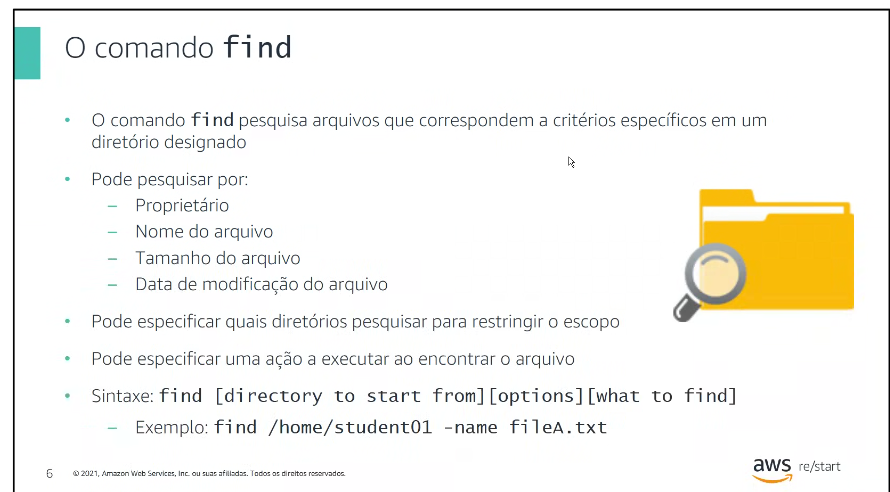 O comando find
• O comando find pesquisa arquivos que correspondem a critérios específicos em um
diretório designado
• Pode pesquisar por:
– Proprietário
– Nome do arquivo
– Tamanho do arquivo
– Data de modificação do arquivo
• Pode especificar quais diretórios pesquisar para restringir o escopo
• Pode especificar uma ação a executar ao encontrar o arquivo
• Sintaxe: find [directory to start from][options][what to find]
– Exemplo: find /home/student01 -name fileA.txt
6 © 2021, Amazon Web Services, Inc. ou suas afiliadas. Todos os direitos reservados.
aws re/start